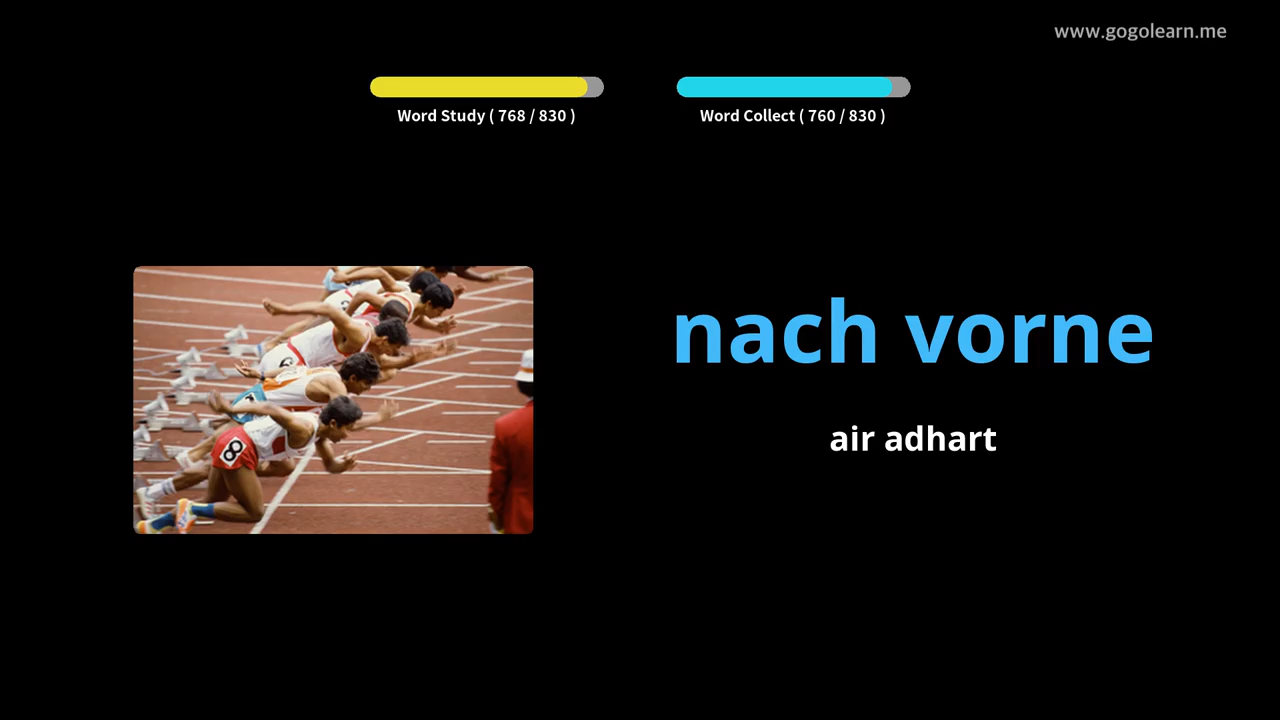 www.gogolearn.me
Word Study ( 768 / 830 )
Word Collect ( 760 / 830 )
nach vorne
air adhart
8